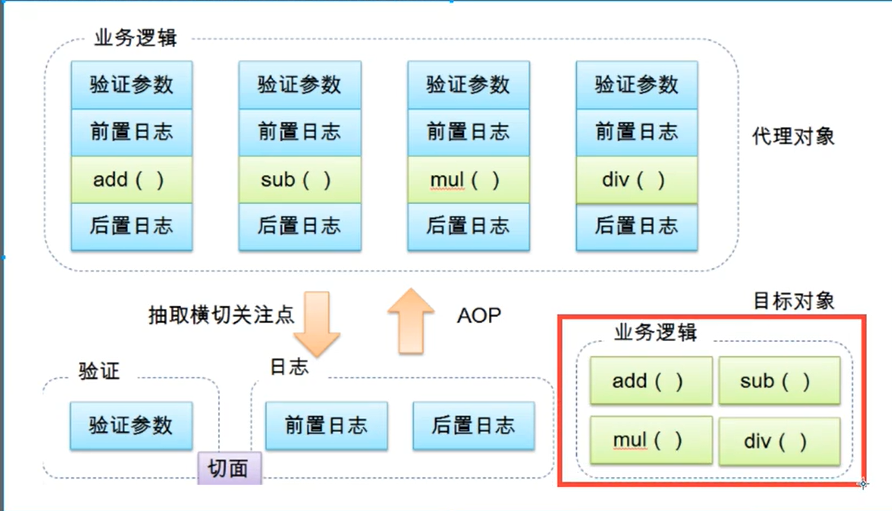 业务逻辑
验证参数 验证参数 验证参数 验证参数
前置日志 前置日志 前置日志 前置日志
add（ ） sub（ ） mul（ ） div（ ）
后置日志 后置日志 后置日志 后置日志
代理对象
抽取横切关注点
AOP
目标对象
验证
验证参数
日志
前置日志 后置日志
切面
业务逻辑
add（ ） sub（ ）
mul（ ） div（ ）